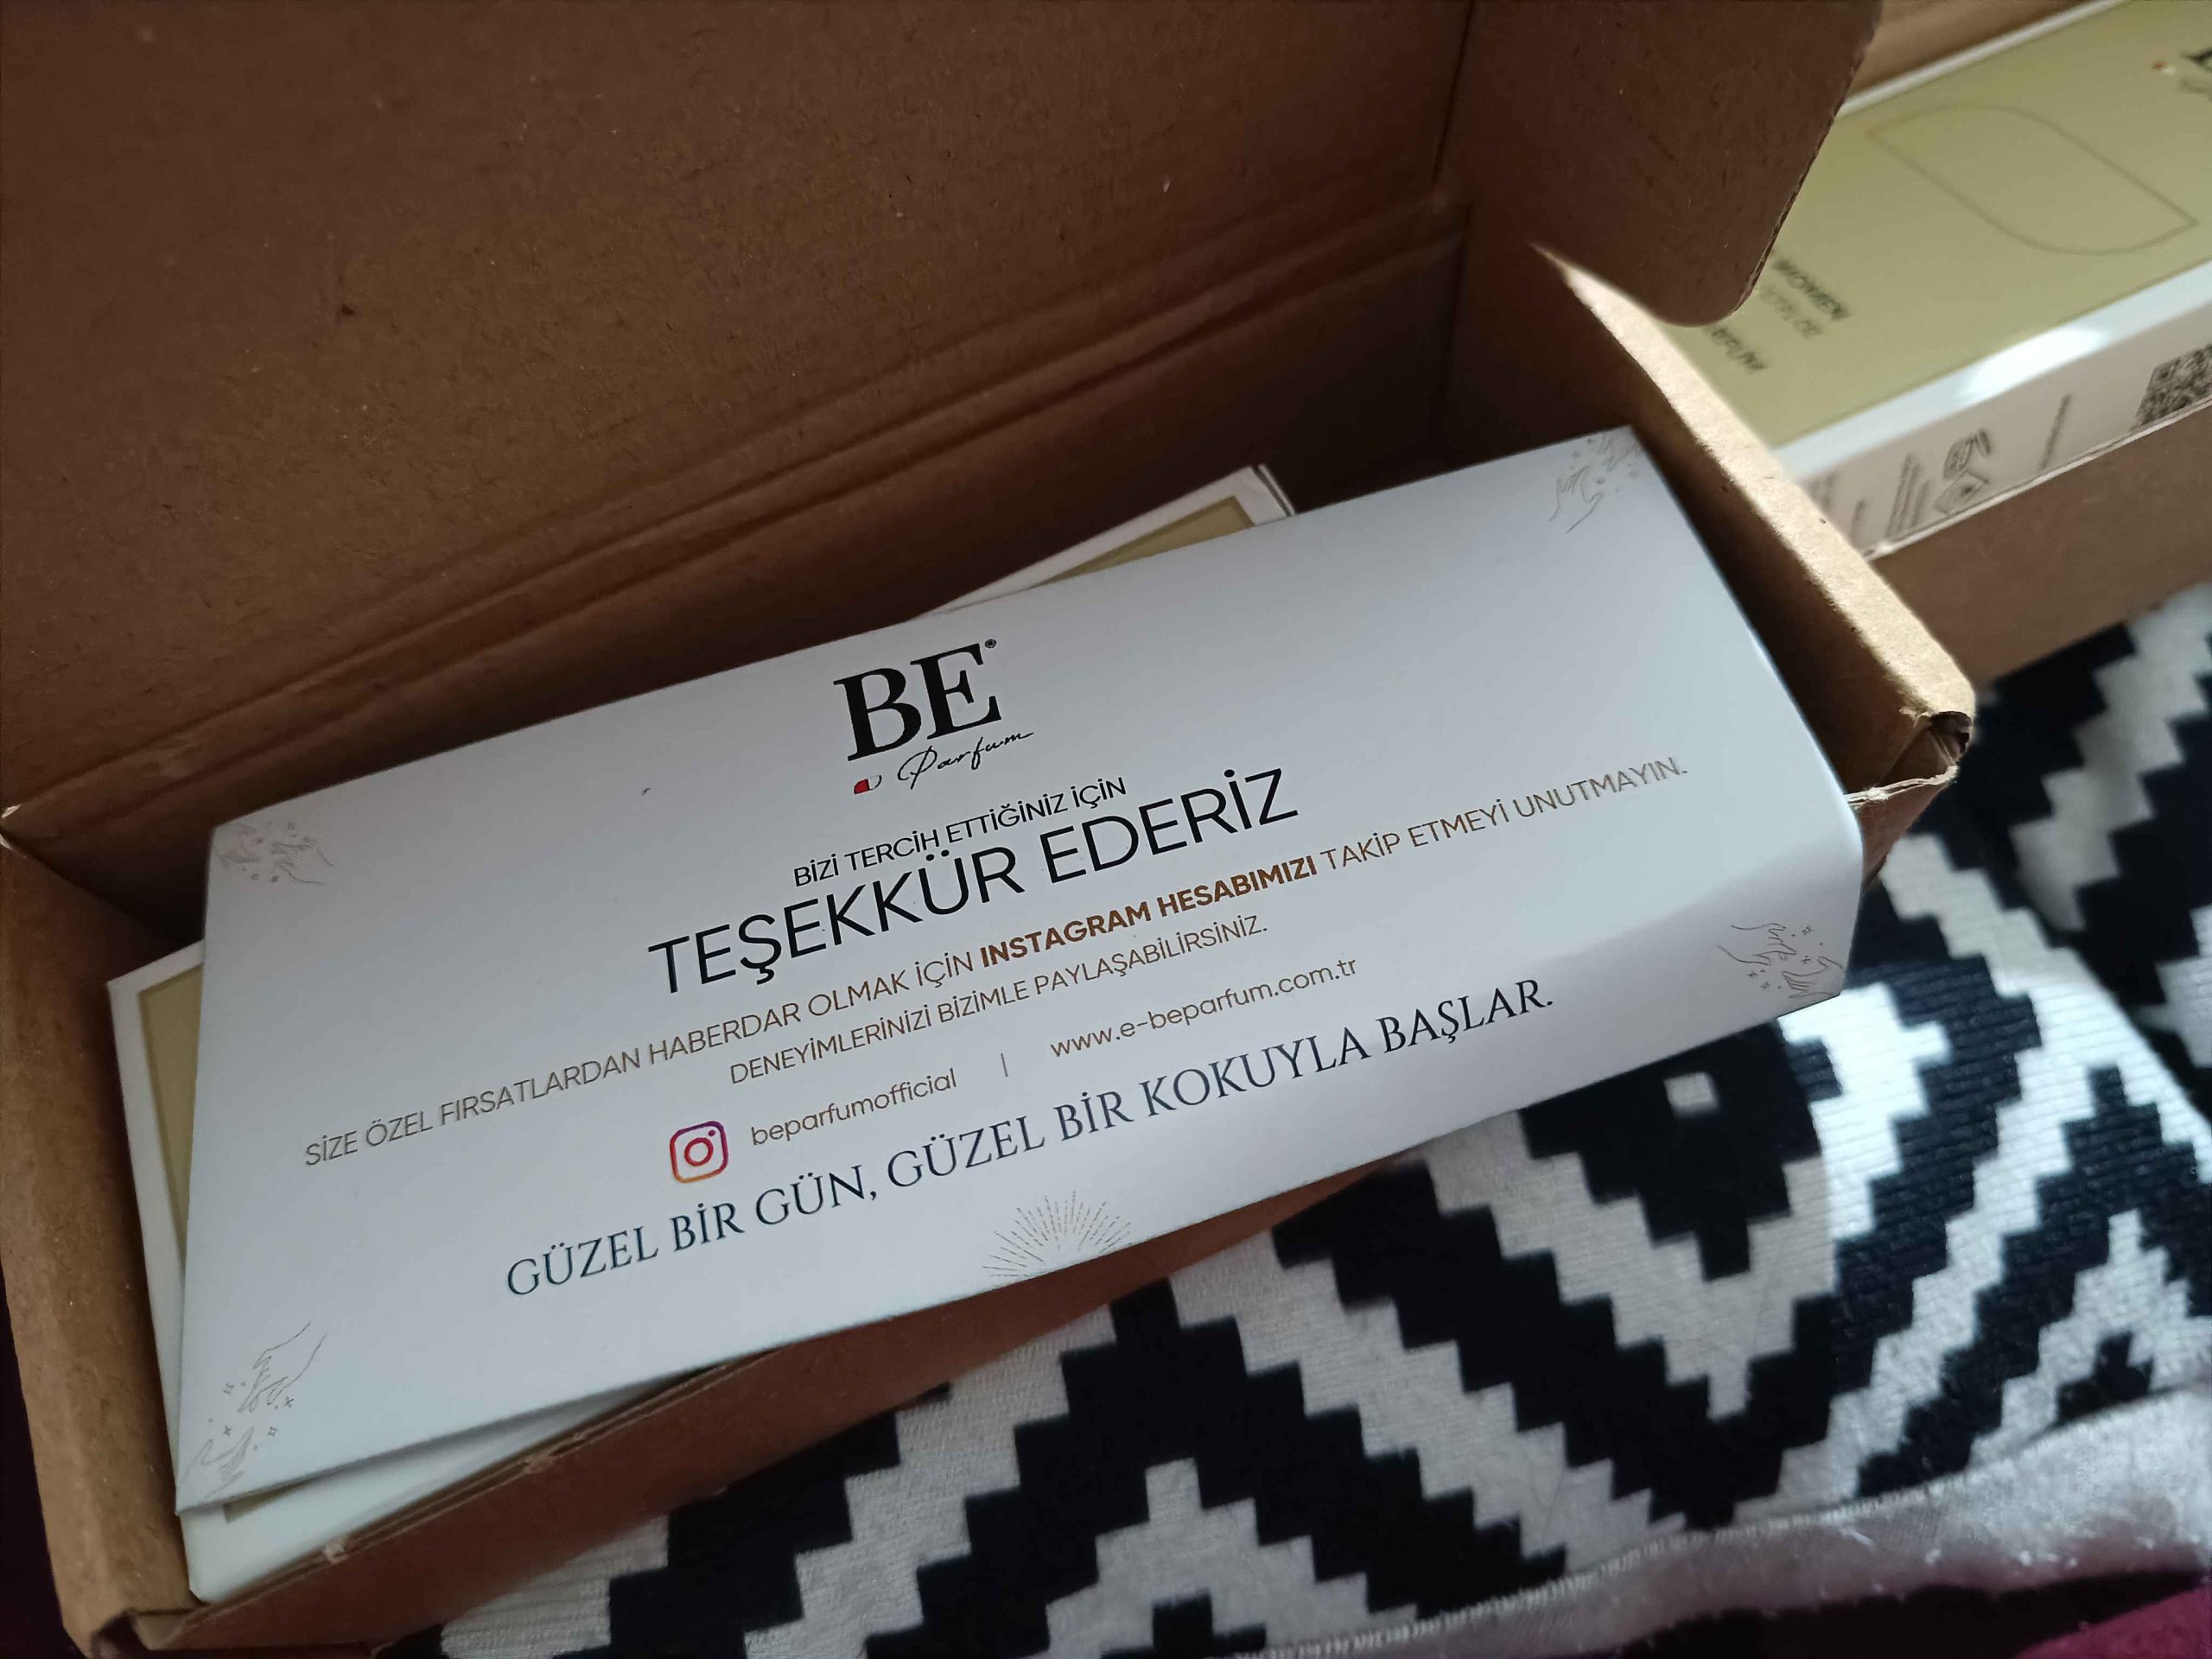 BE®
Parfum
BİZİ TERCİH ETTİĞİNİZ İÇİN
TEŞEKKÜR EDERİZ
SİZE ÖZEL FIRSATLARDAN HABERDAR OLMAK İÇİN INSTAGRAM HESABIMIZI TAKİP ETMEYİ UNUTMAYIN.
DENEYİMLERİNİZİ BİZİMLE PAYLAŞABİLİRSİNİZ.
beparfumofficial | www.e-beparfum.com.tr
GÜZEL BİR GÜN, GÜZEL BİR KOKUYLA BAŞLAR.